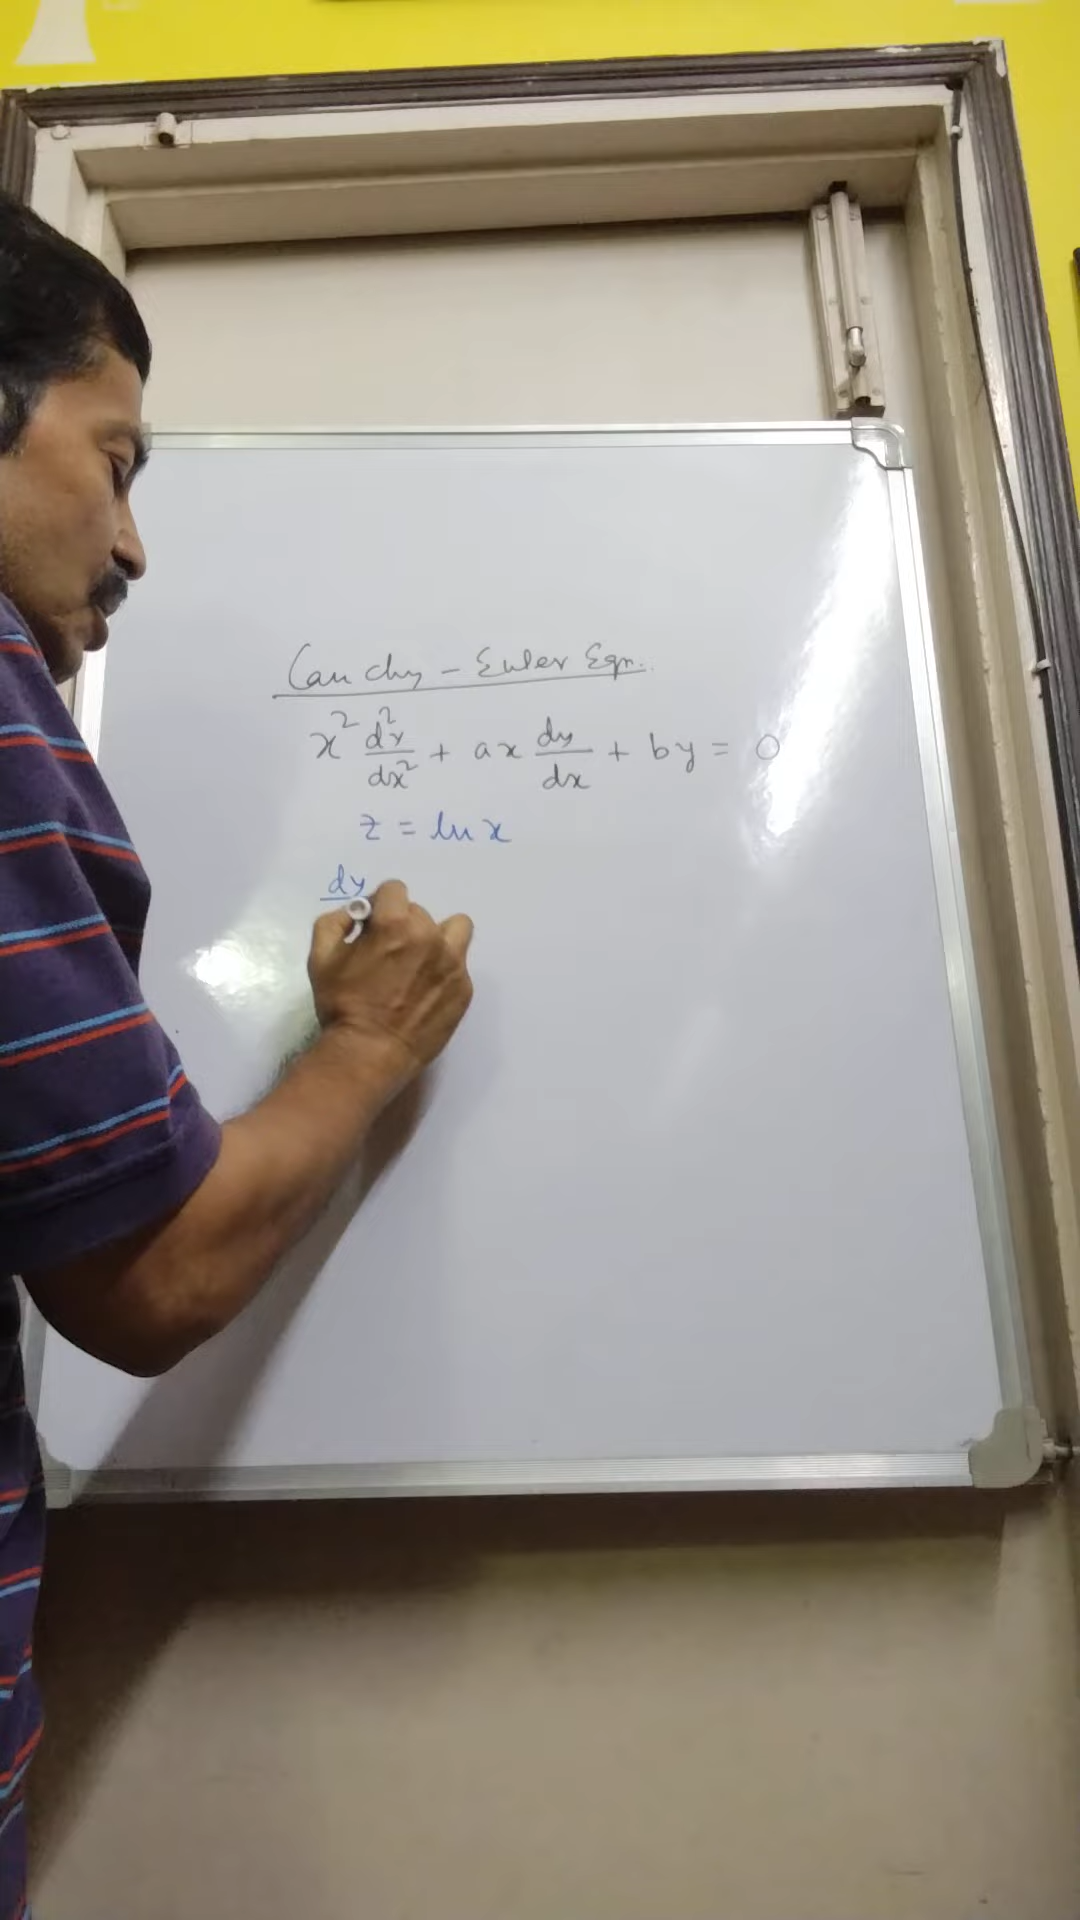 Cauchy - Euler Eqn.
x² d²y/dx² + ax dy/dx + by = 0
z = ln x
dy